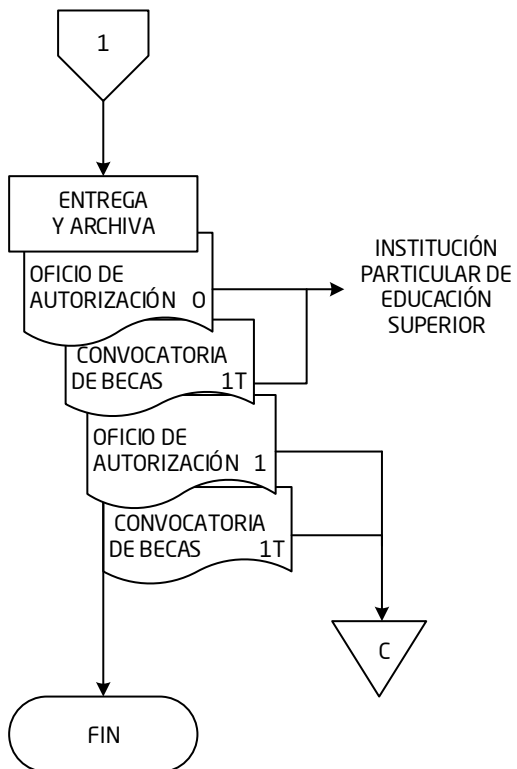 1
ENTREGA
Y ARCHIVA
OFICIO DE
AUTORIZACIÓN O
INSTITUCIÓN
PARTICULAR DE
EDUCACIÓN
SUPERIOR
CONVOCATORIA
DE BECAS 1T
OFICIO DE
AUTORIZACIÓN 1
CONVOCATORIA
DE BECAS 1T
C
FIN